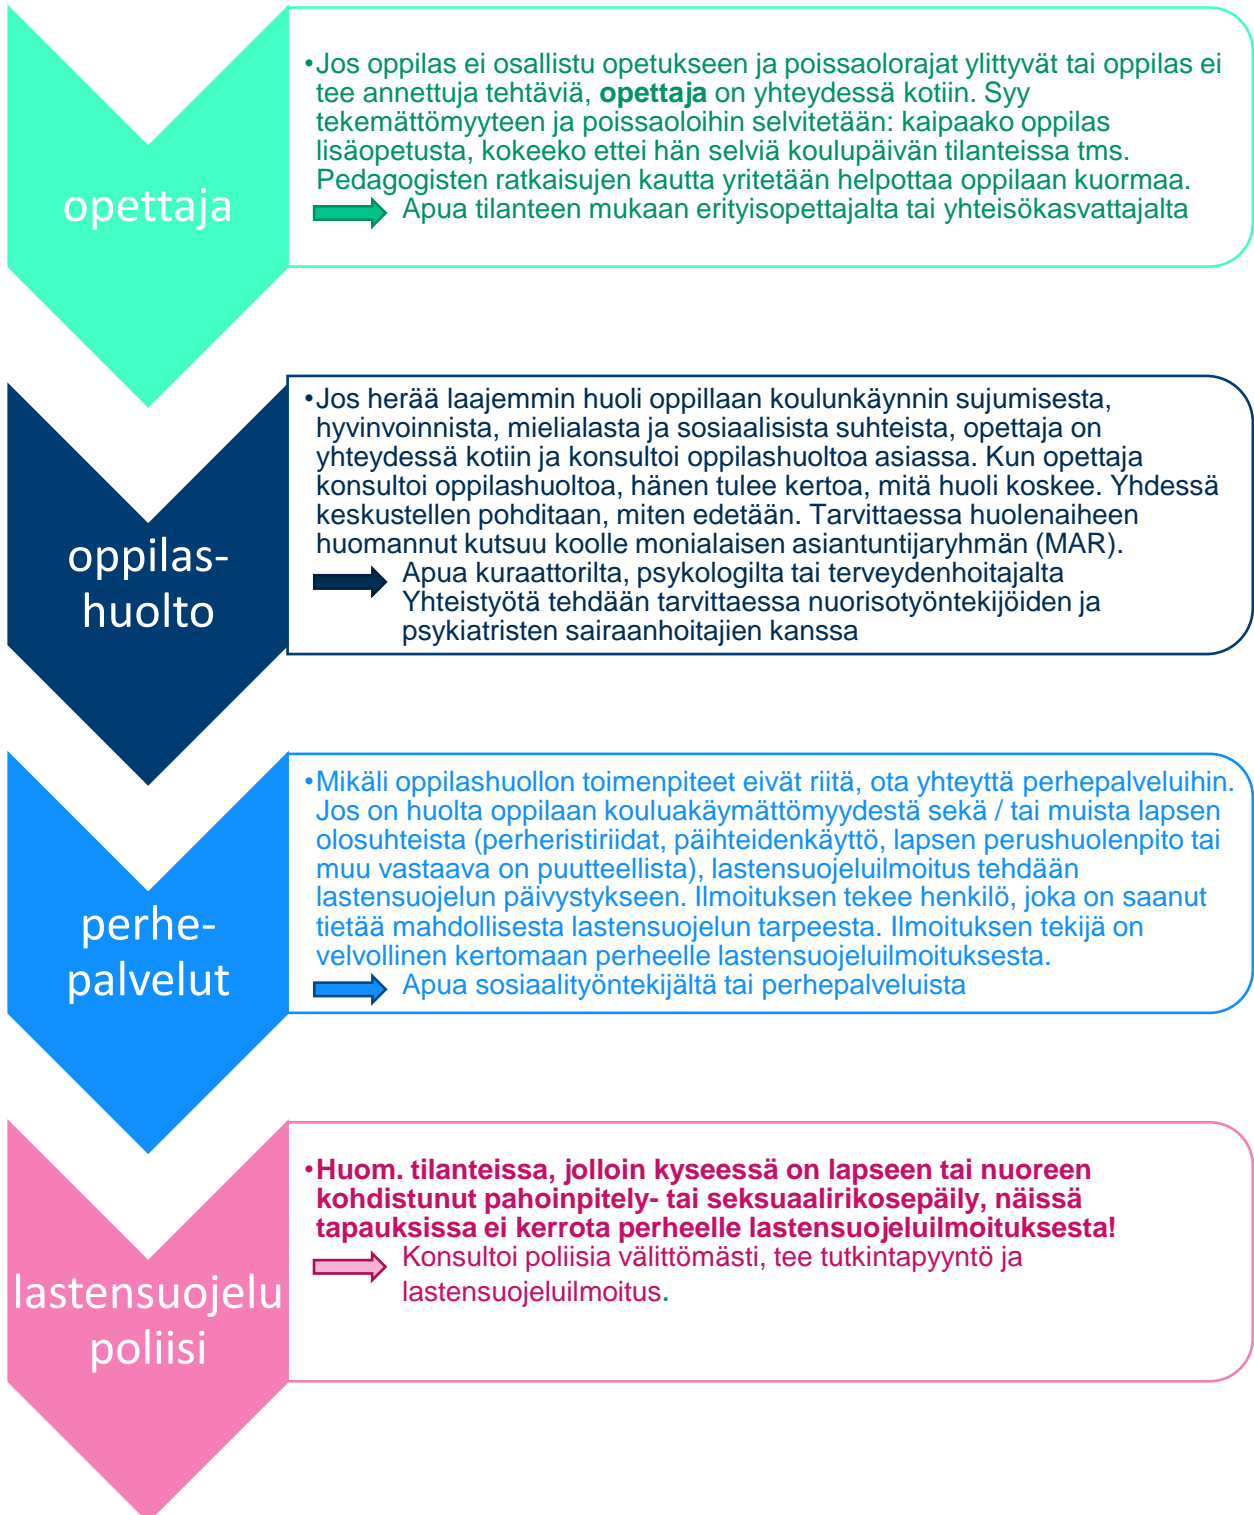 opettaja
•Jos oppilas ei osallistu opetukseen ja poissaolorajat ylittyvät tai oppilas ei
tee annettuja tehtäviä, opettaja on yhteydessä kotiin. Syy
tekemättömyyteen ja poissaoloihin selvitetään: kaipaako oppilas
lisäopetusta, kokeeko ettei hän selviä koulupäivän tilanteissa tms.
Pedagogisten ratkaisujen kautta yritetään helpottaa oppilaan kuormaa.
Apua tilanteen mukaan erityisopettajalta tai yhteisökasvattajalta
oppilas-
huolto
•Jos herää laajemmin huoli oppillaan koulunkäynnin sujumisesta,
hyvinvoinnista, mielialasta ja sosiaalisista suhteista, opettaja on
yhteydessä kotiin ja konsultoi oppilashuoltoa asiassa. Kun opettaja
konsultoi oppilashuoltoa, hänen tulee kertoa, mitä huoli koskee. Yhdessä
keskustellen pohditaan, miten edetään. Tarvittaessa huolenaiheen
huomannut kutsuu koolle monialaisen asiantuntijaryhmän (MAR).
Apua kuraattorilta, psykologilta tai terveydenhoitajalta
Yhteistyötä tehdään tarvittaessa nuorisotyöntekijöiden ja
psykiatristen sairaanhoitajien kanssa
perhe-
palvelut
•Mikäli oppilashuollon toimenpiteet eivät riitä, ota yhteyttä perhepalveluihin.
Jos on huolta oppilaan kouluakäymättömyydestä sekä / tai muista lapsen
olosuhteista (perheristiriidat, päihteidenkäyttö, lapsen perushuolenpito tai
muu vastaava on puutteellista), lastensuojeluilmoitus tehdään
lastensuojelun päivystykseen. Ilmoituksen tekee henkilö, joka on saanut
tietää mahdollisesta lastensuojelun tarpeesta. Ilmoituksen tekijä on
velvollinen kertomaan perheelle lastensuojeluilmoituksesta.
Apua sosiaalityöntekijältä tai perhepalveluista
lastensuojelu
poliisi
•Huom. tilanteissa, jolloin kyseessä on lapseen tai nuoreen
kohdistunut pahoinpitely- tai seksuaalirikosepäily, näissä
tapauksissa ei kerrota perheelle lastensuojeluilmoituksesta!
Konsultoi poliisia välittömästi, tee tutkintapyyntö ja
lastensuojeluilmoitus.